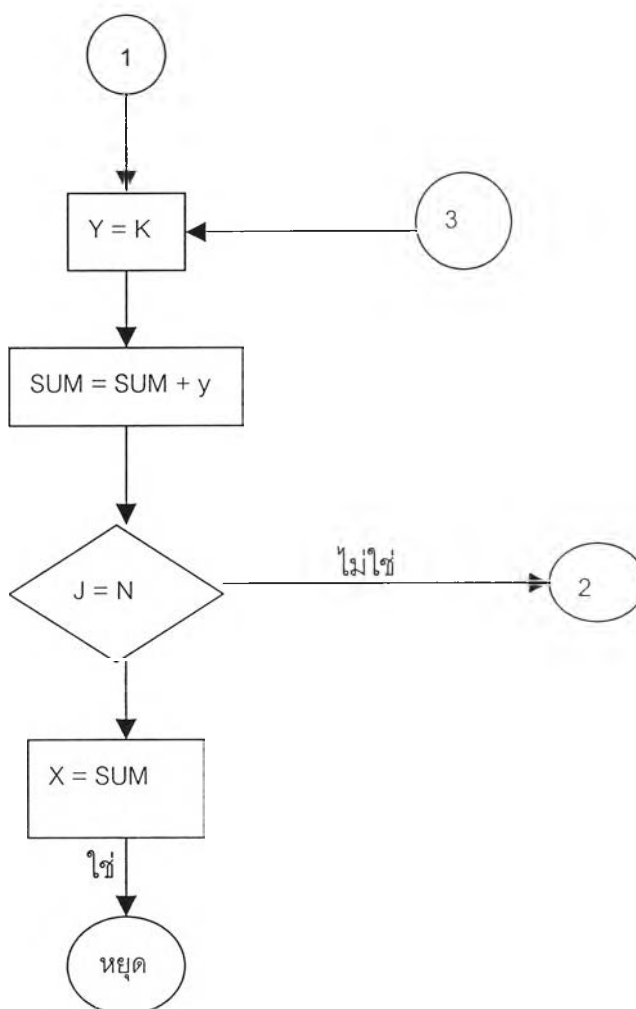 1
Y = K
3
SUM = SUM + y
J = N
ไม่ใช่
2
X = SUM
ใช่
หยุด